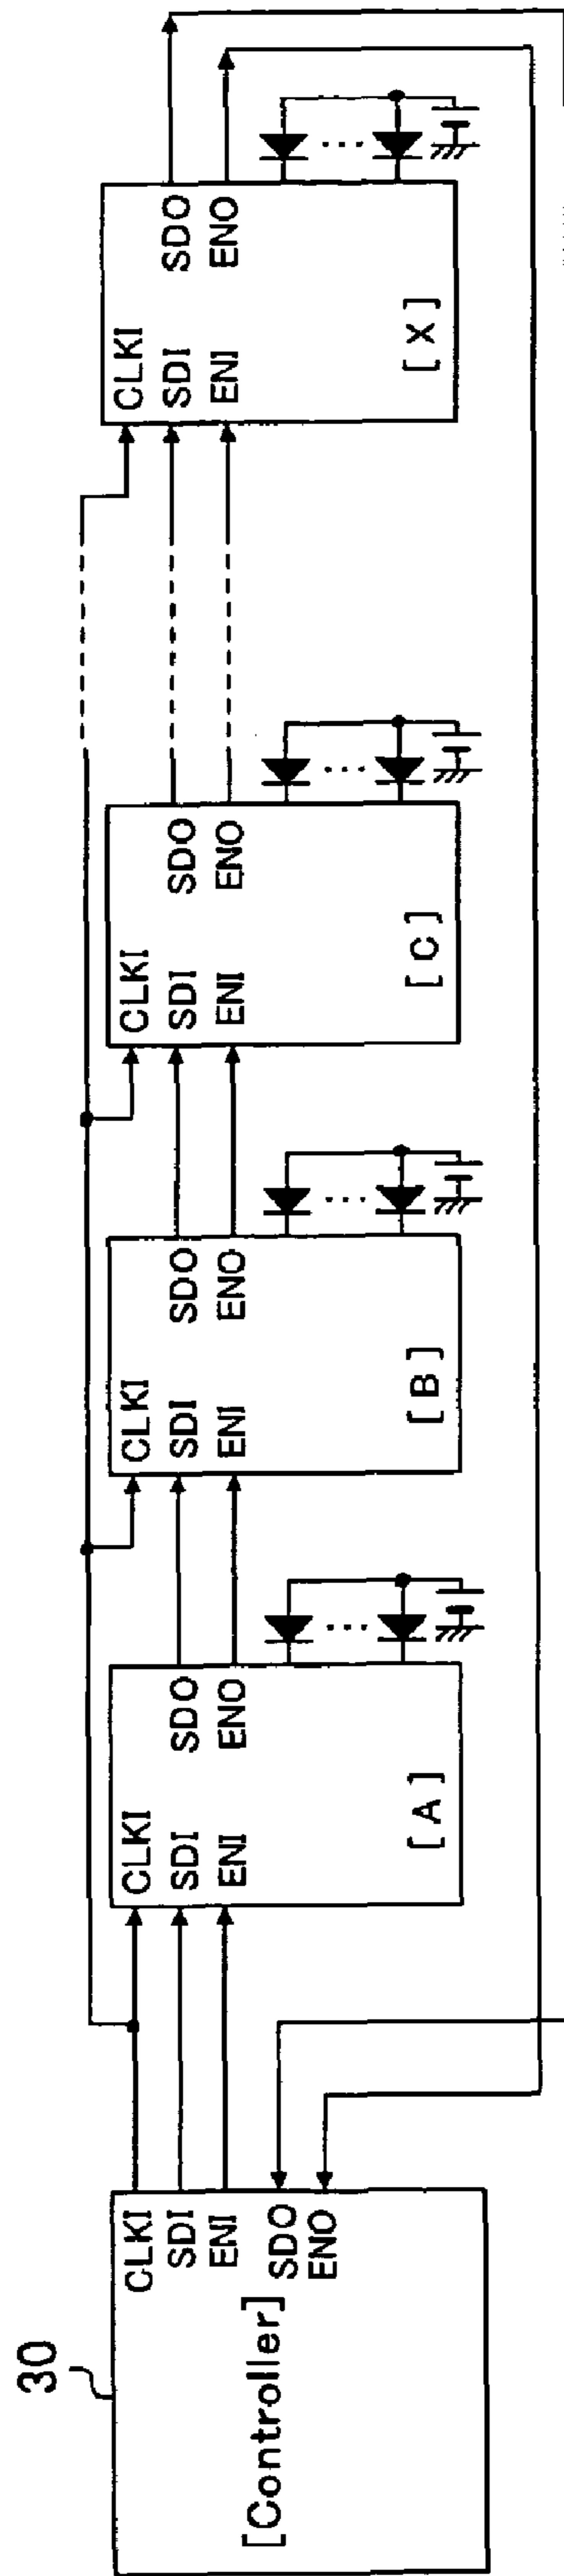 30
[Controller]
CLKI
SDI
ENI
SDO
ENO
CLKI
SDI
ENI
SDO
ENO
[A]
CLKI
SDI
ENI
SDO
ENO
[B]
CLKI
SDI
ENI
SDO
ENO
[C]
CLKI
SDI
ENI
SDO
ENO
[X]